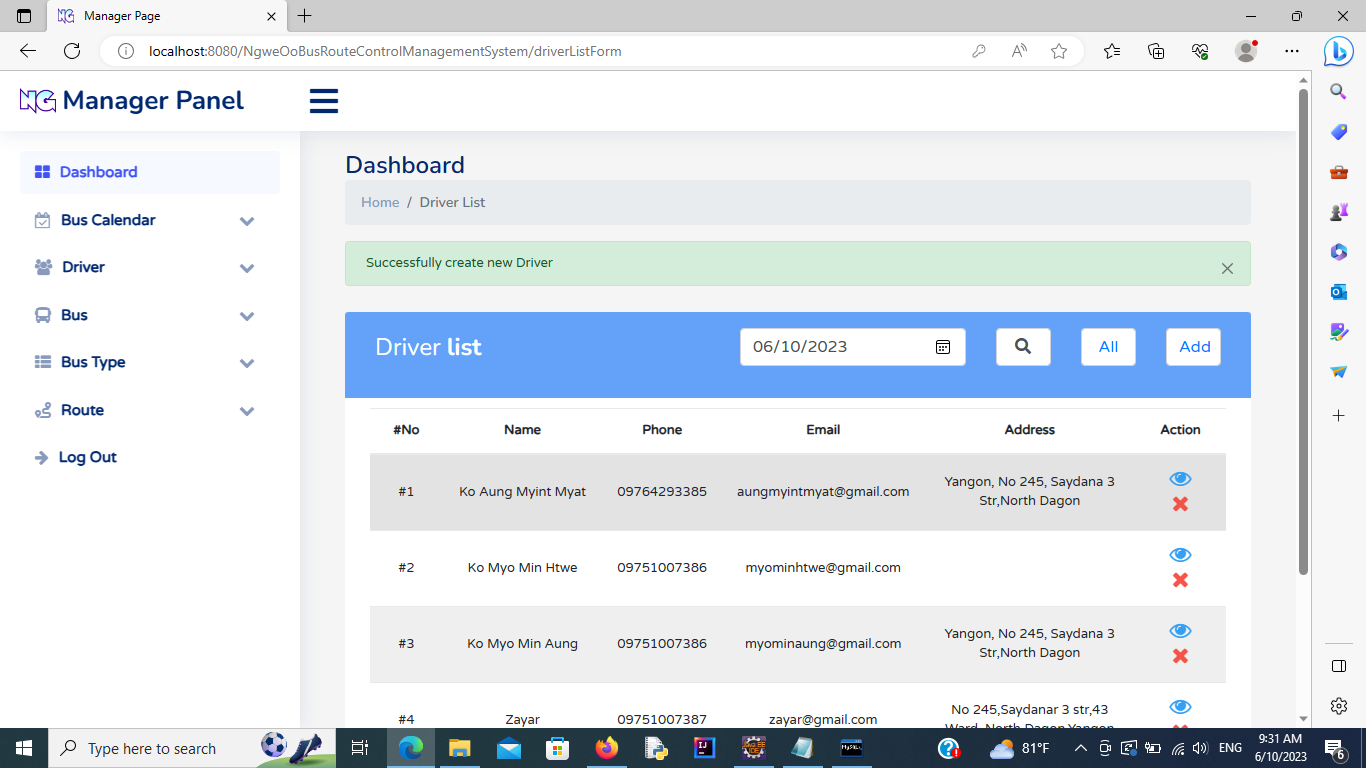 Manager Page
localhost:8080/NgweOoBusRouteControlManagementSystem/driverListForm
NG Manager Panel
Dashboard
Bus Calendar
Driver
Bus
Bus Type
Route
Log Out
Dashboard
Home / Driver List
Successfully create new Driver
Driver list
06/10/2023
All
Add
#No Name Phone Email Address Action
#1 Ko Aung Myint Myat 09764293385 aungmyintmyat@gmail.com Yangon, No 245, Saydana 3
Str,North Dagon
#2 Ko Myo Min Htwe 09751007386 myominhtwe@gmail.com
#3 Ko Myo Min Aung 09751007386 myominaung@gmail.com Yangon, No 245, Saydana 3
Str,North Dagon
#4 Zayar 09751007387 zayar@gmail.com No 245,Saydanar 3 str,43
Ward, North Dagon,Yangon
Type here to search
81°F
ENG
9:31 AM
6/10/2023
6